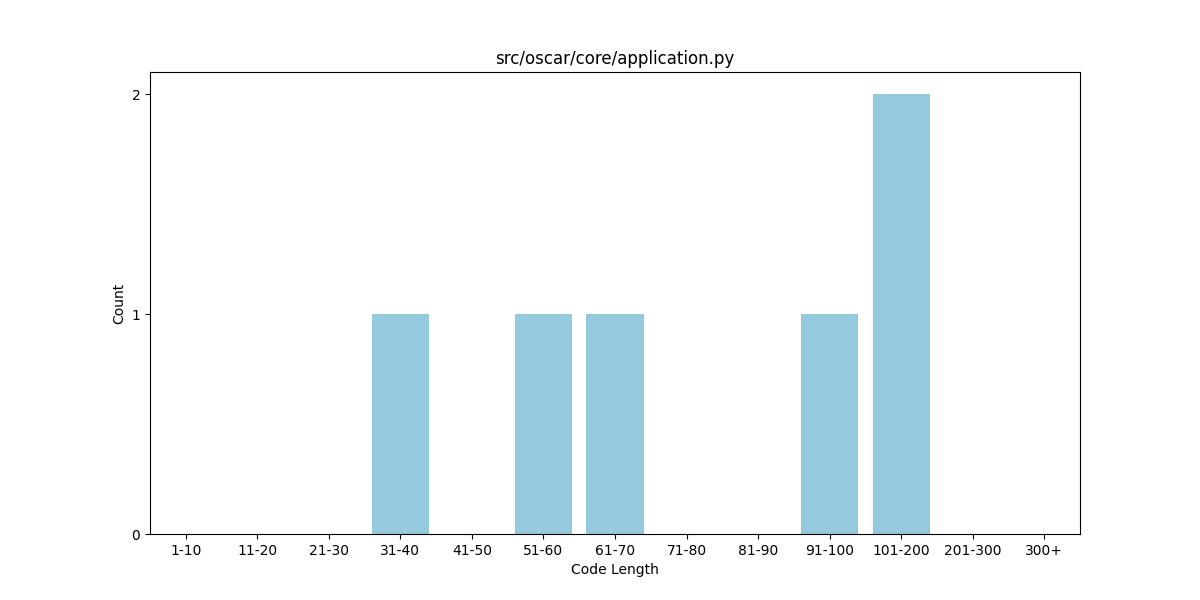 src/oscar/core/application.py
Count
2
1
0
1-10 11-20 21-30 31-40 41-50 51-60 61-70 71-80 81-90 91-100 101-200 201-300 300+
Code Length